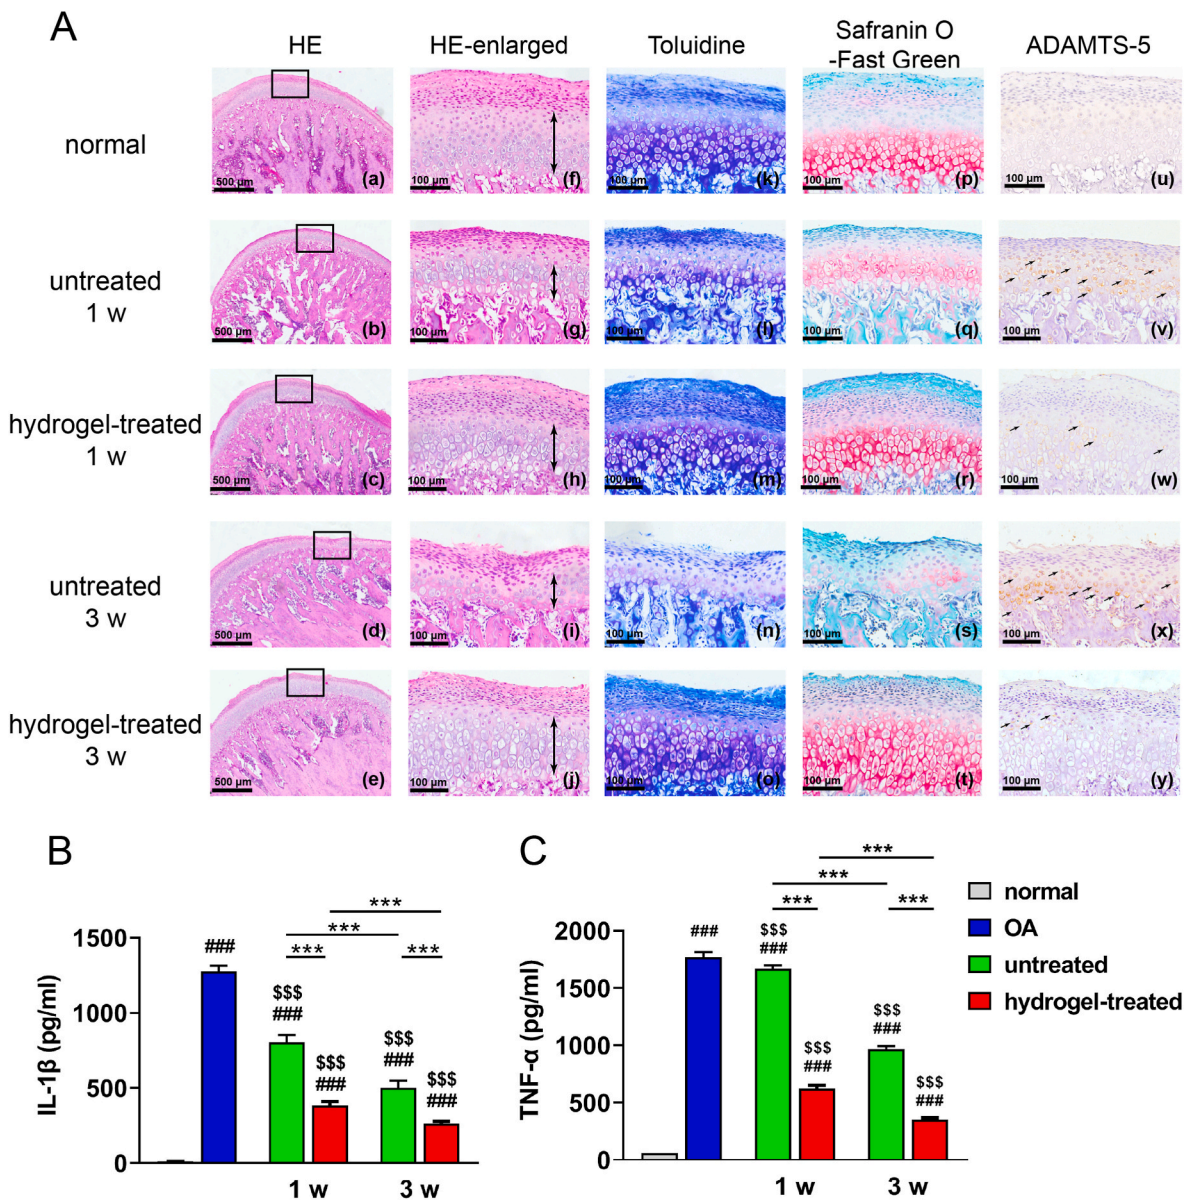 A
HE
HE-enlarged
Toluidine
Safranin O
-Fast Green
ADAMTS-5
normal
500 μm
(a)
100 μm
(f)
100 μm
(k)
100 μm
(p)
100 μm
(u)
untreated
1 w
500 μm
(b)
100 μm
(g)
100 μm
(l)
100 μm
(q)
100 μm
(v)
hydrogel-treated
1 w
500 μm
(c)
100 μm
(h)
100 μm
(m)
100 μm
(r)
100 μm
(w)
untreated
3 w
500 μm
(d)
100 μm
(i)
100 μm
(n)
100 μm
(s)
100 μm
(x)
hydrogel-treated
3 w
500 μm
(e)
100 μm
(j)
100 μm
(o)
100 μm
(t)
100 μm
(y)
B
IL-1β (pg/ml)
1500
1000
500
0
###
$$$
###
$$$
###
$$$
###
$$$
###
***
***
***
***
1 w
3 w
C
TNF-α (pg/ml)
2000
1500
1000
500
0
###
$$$
###
$$$
###
$$$
###
$$$
###
***
***
***
***
1 w
3 w
normal
OA
untreated
hydrogel-treated